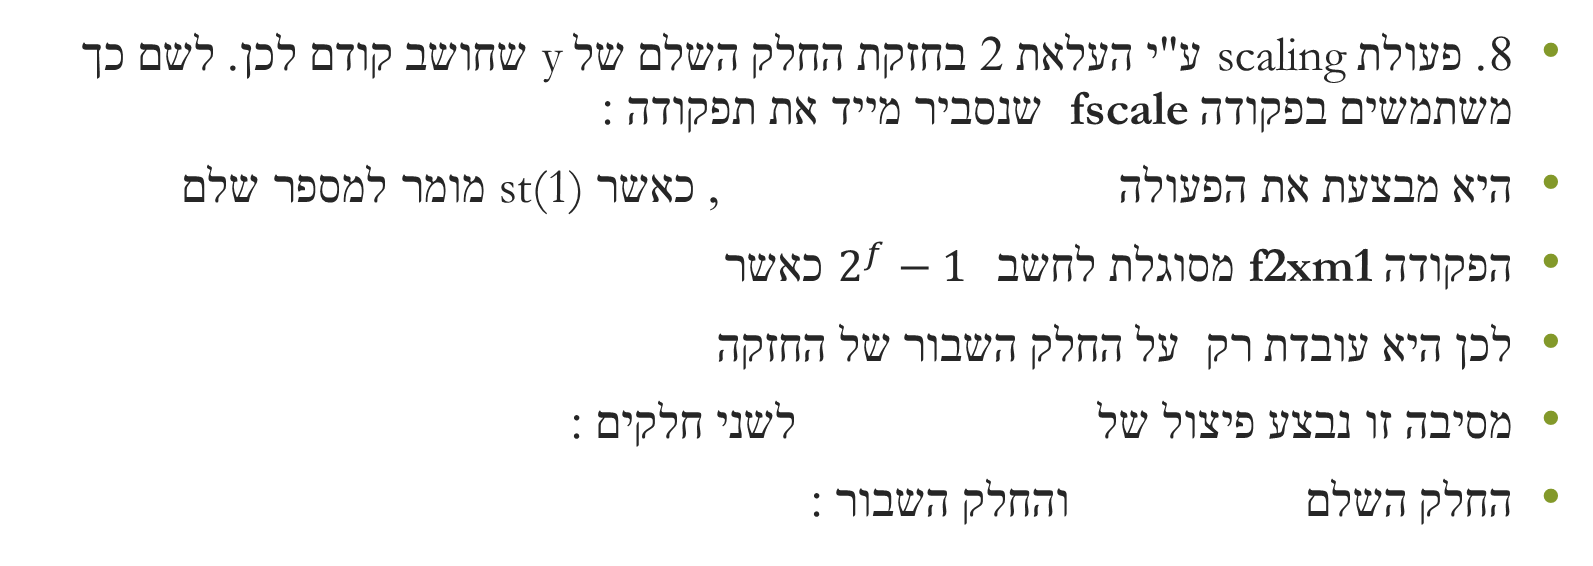 • 8. פעולת scaling ע"י העלאת 2 בחזקת החלק השלם של y שחושב קודם לכן. לשם כך
משתמשים בפקודה fscale שנסביר מייד את תפקודה :
• היא מבצעת את הפעולה , כאשר st(1) מומר למספר שלם
• הפקודה f2xm1 מסוגלת לחשב 2^f − 1 כאשר
• לכן היא עובדת רק על החלק השבור של החזקה
• מסיבה זו נבצע פיצול של לשני חלקים :
• החלק השלם והחלק השבור :